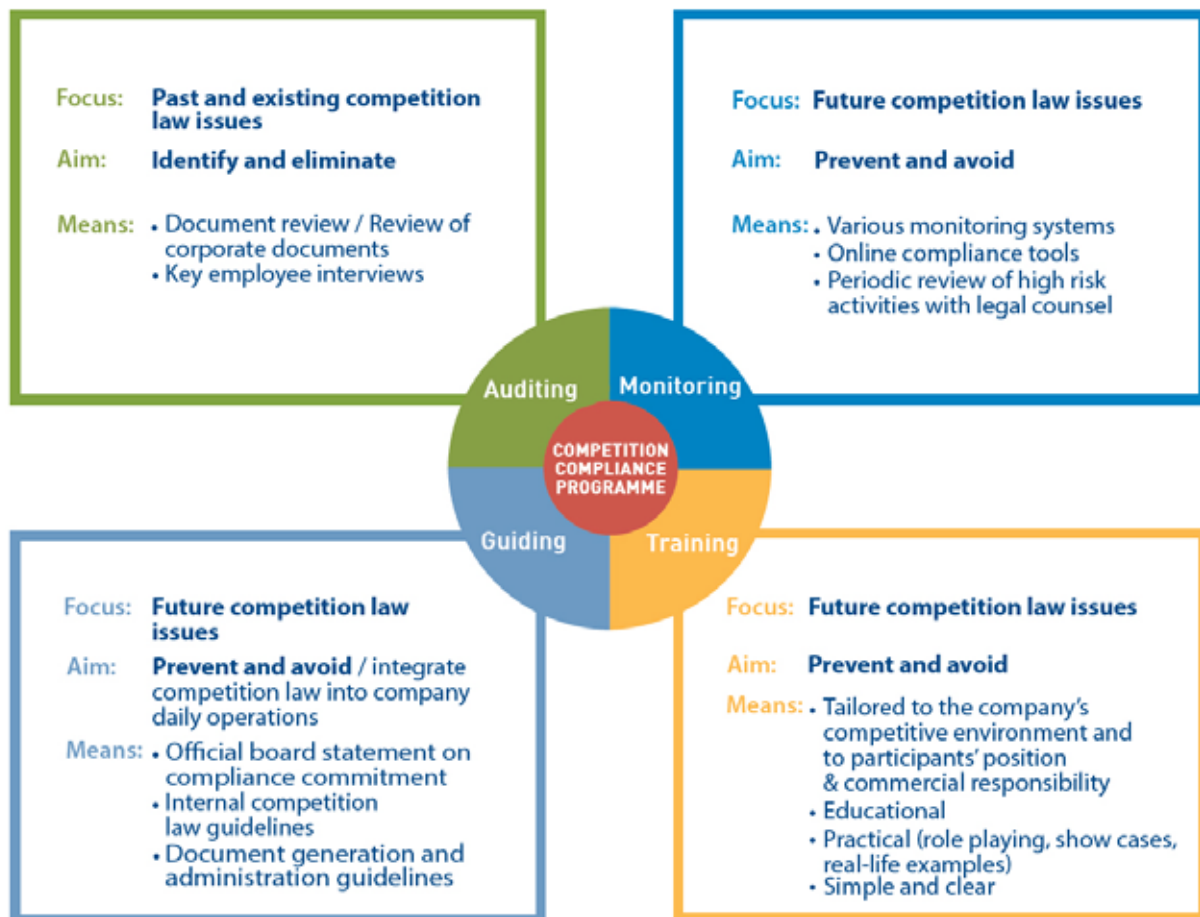 Focus: Past and existing competition
law issues
Aim: Identify and eliminate
Means: • Document review / Review of
corporate documents
• Key employee interviews
Focus: Future competition law issues
Aim: Prevent and avoid
Means: • Various monitoring systems
• Online compliance tools
• Periodic review of high risk
activities with legal counsel
Auditing
Monitoring
COMPETITION
COMPLIANCE
PROGRAMME
Guiding
Training
Focus: Future competition law
issues
Aim: Prevent and avoid / integrate
competition law into company
daily operations
Means: • Official board statement on
compliance commitment
• Internal competition
law guidelines
• Document generation and
administration guidelines
Focus: Future competition law issues
Aim: Prevent and avoid
Means: • Tailored to the company's
competitive environment and
to participants' position
& commercial responsibility
• Educational
• Practical (role playing, show cases,
real-life examples)
• Simple and clear